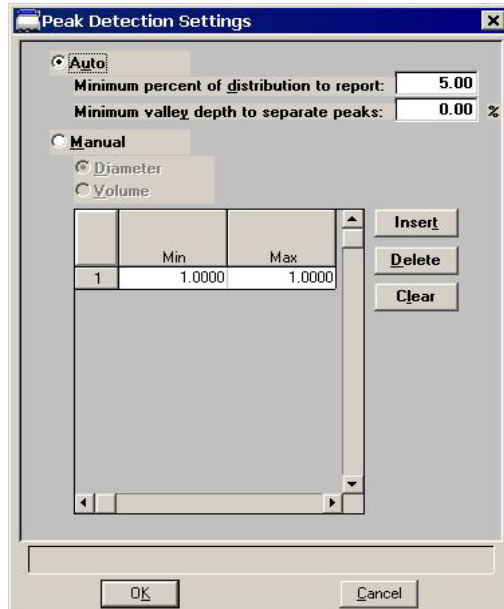 Peak Detection Settings
Auto
Minimum percent of distribution to report: 5.00
Minimum valley depth to separate peaks: 0.00 %
Manual
Diameter
Volume
Min Max
1 1.0000 1.0000
Insert
Delete
Clear
OK Cancel